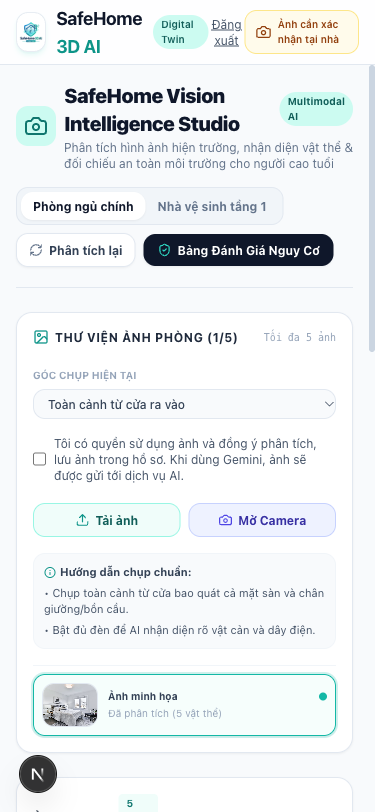 SafeHome
3D AI
Digital
Twin
Đăng
xuất
Ảnh cần xác
nhận tại nhà
SafeHome Vision
Intelligence Studio
Multimodal
AI
Phân tích hình ảnh hiện trường, nhận diện vật thể &
đối chiếu an toàn môi trường cho người cao tuổi
Phòng ngủ chính
Nhà vệ sinh tầng 1
Phân tích lại
Bảng Đánh Giá Nguy Cơ
THƯ VIỆN ẢNH PHÒNG (1/5)
Tối đa 5 ảnh
GÓC CHỤP HIỆN TẠI
Toàn cảnh từ cửa ra vào
Tôi có quyền sử dụng ảnh và đồng ý phân tích,
lưu ảnh trong hồ sơ. Khi dùng Gemini, ảnh sẽ
được gửi tới dịch vụ AI.
Tải ảnh
Mở Camera
Hướng dẫn chụp chuẩn:
• Chụp toàn cảnh từ cửa bao quát cả mặt sàn và chân
giường/bồn cầu.
• Bật đủ đèn để AI nhận diện rõ vật cản và dây điện.
Ảnh minh họa
Đã phân tích (5 vật thể)
N
5